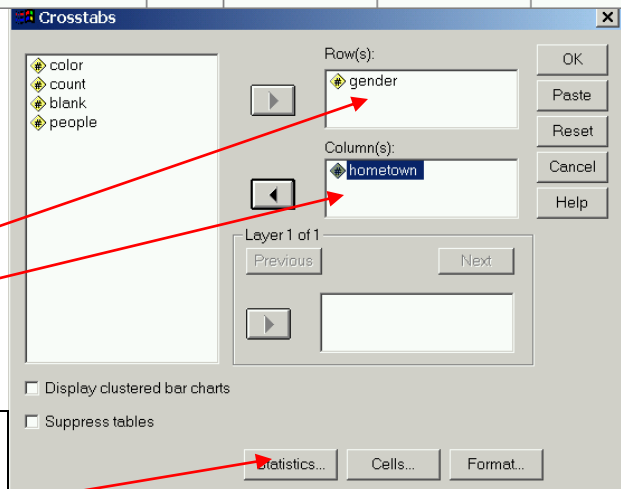 Crosstabs
color
count
blank
people
Row(s):
gender
Column(s):
hometown
OK
Paste
Reset
Cancel
Help
Layer 1 of 1
Previous
Next
Display clustered bar charts
Suppress tables
Statistics...
Cells...
Format...